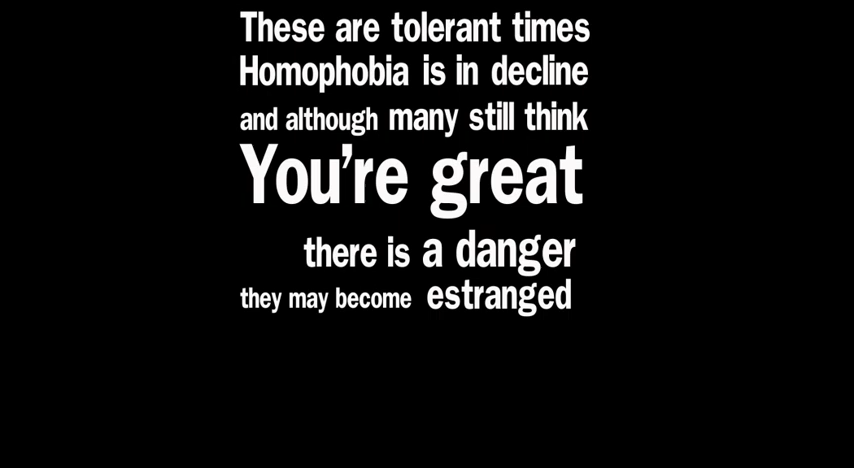 These are tolerant times
Homophobia is in decline
and although many still think
You’re great
there is a danger
they may become estranged